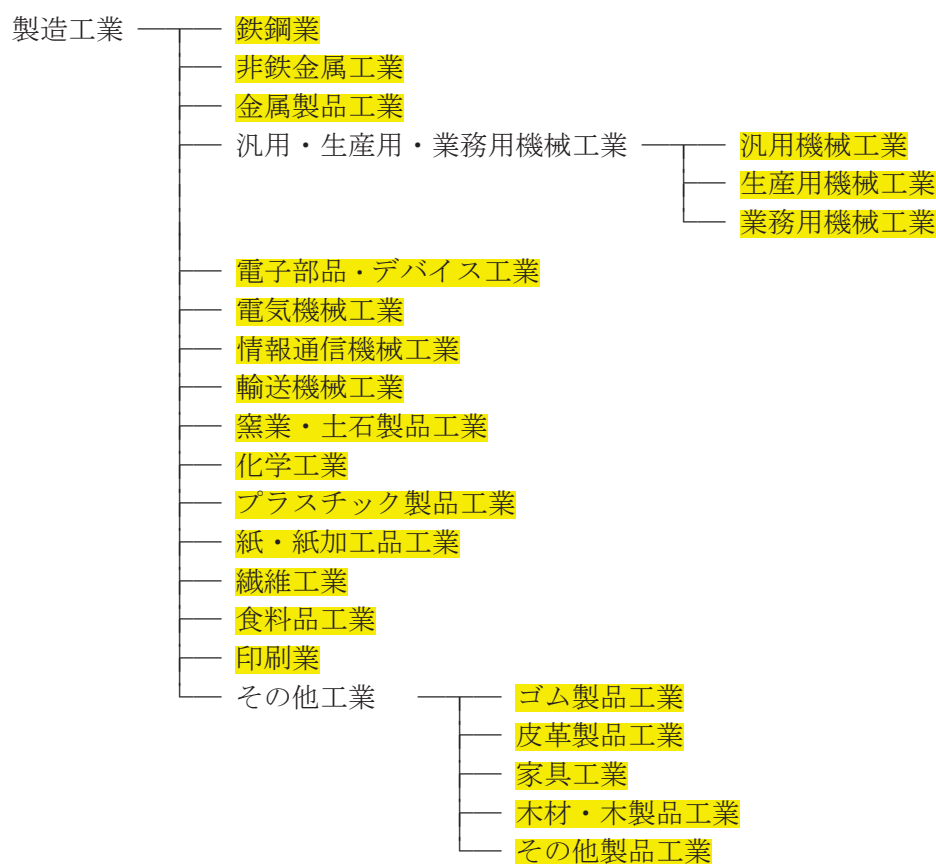 製造工業 鉄鋼業
非鉄金属工業
金属製品工業
汎用・生産用・業務用機械工業 汎用機械工業
生産用機械工業
業務用機械工業
電子部品・デバイス工業
電気機械工業
情報通信機械工業
輸送機械工業
窯業・土石製品工業
化学工業
プラスチック製品工業
紙・紙加工品工業
繊維工業
食料品工業
印刷業
その他工業 ゴム製品工業
皮革製品工業
家具工業
木材・木製品工業
その他製品工業